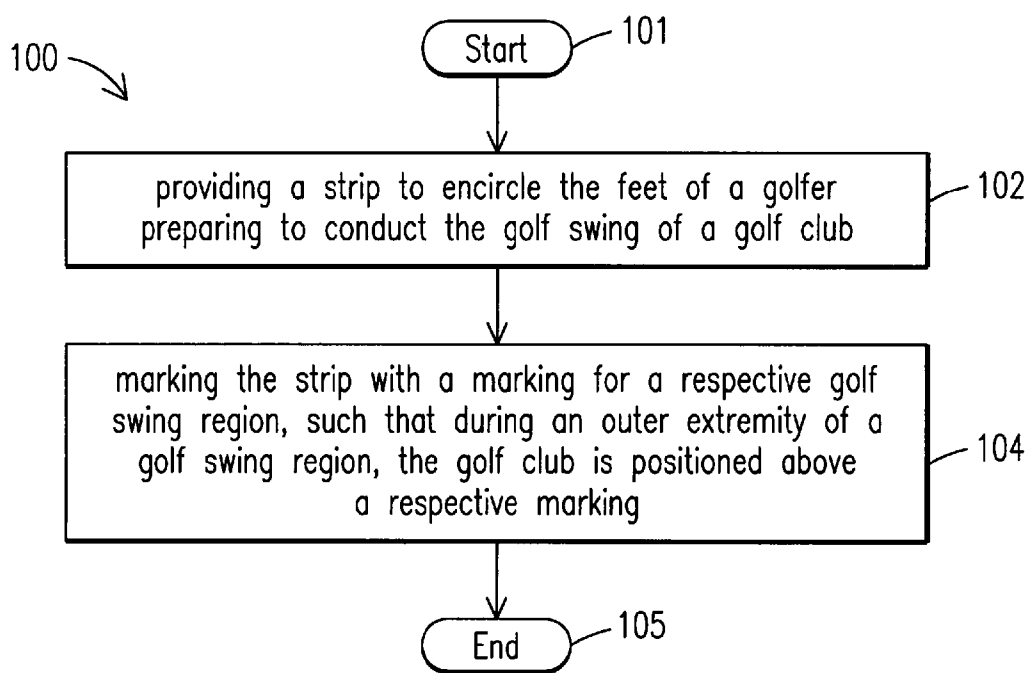 100
Start
101
providing a strip to encircle the feet of a golfer
preparing to conduct the golf swing of a golf club
102
marking the strip with a marking for a respective golf
swing region, such that during an outer extremity of a
golf swing region, the golf club is positioned above
a respective marking
104
End
105